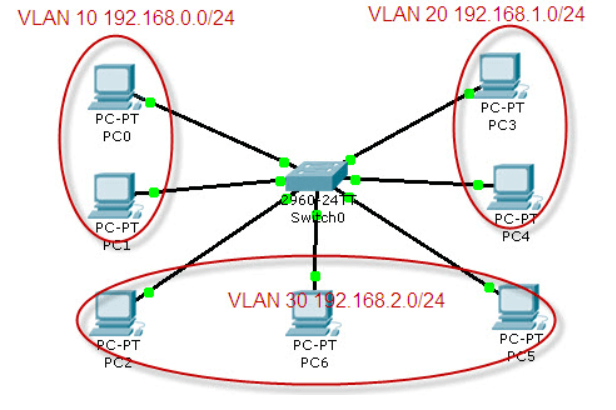 VLAN 10 192.168.0.0/24
VLAN 20 192.168.1.0/24
PC-PT
PC0
PC-PT
PC3
PC-PT
PC1
2960-24TT
Switch0
PC-PT
PC4
VLAN 30 192.168.2.0/24
PC-PT
PC2
PC-PT
PC6
PC-PT
PC5